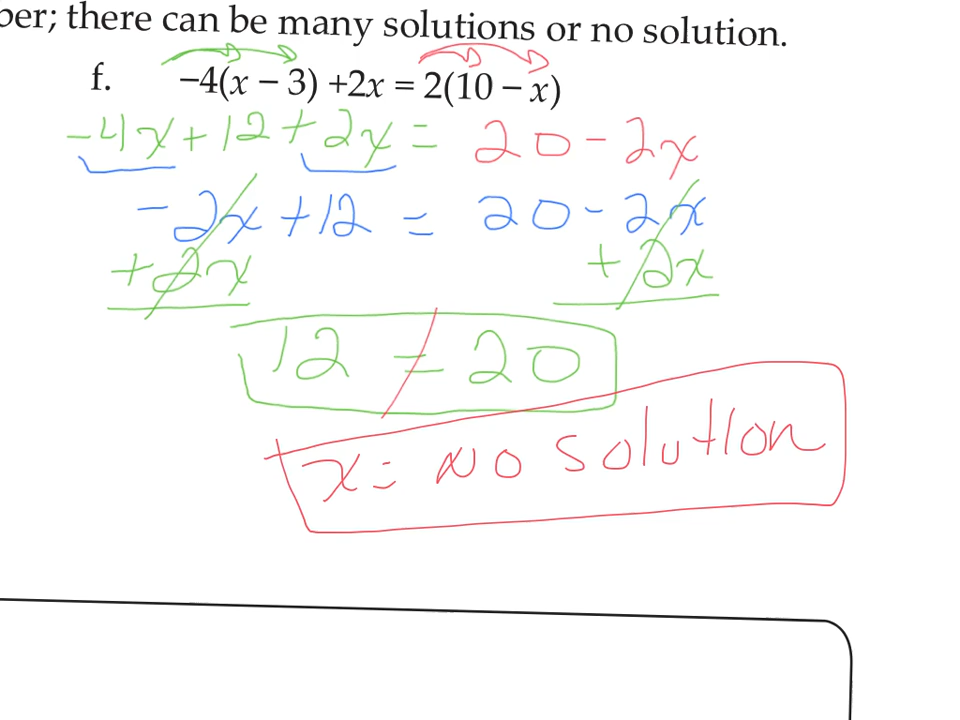 ber; there can be many solutions or no solution.
f. −4(x − 3) +2x = 2(10 − x)
-4x + 12 + 2x = 20 - 2x
-2x + 12 = 20 - 2x
+ 2x + 2x
12 ≠ 20
x = No solution